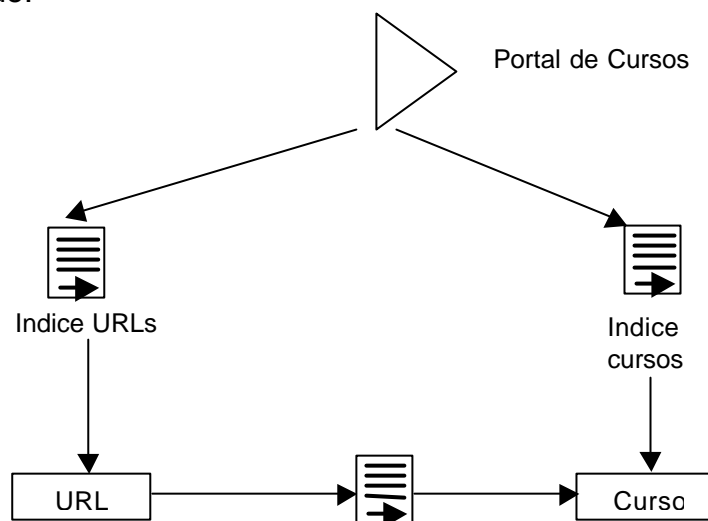 Portal de Cursos
Indice URLs
Indice
cursos
URL
Curso